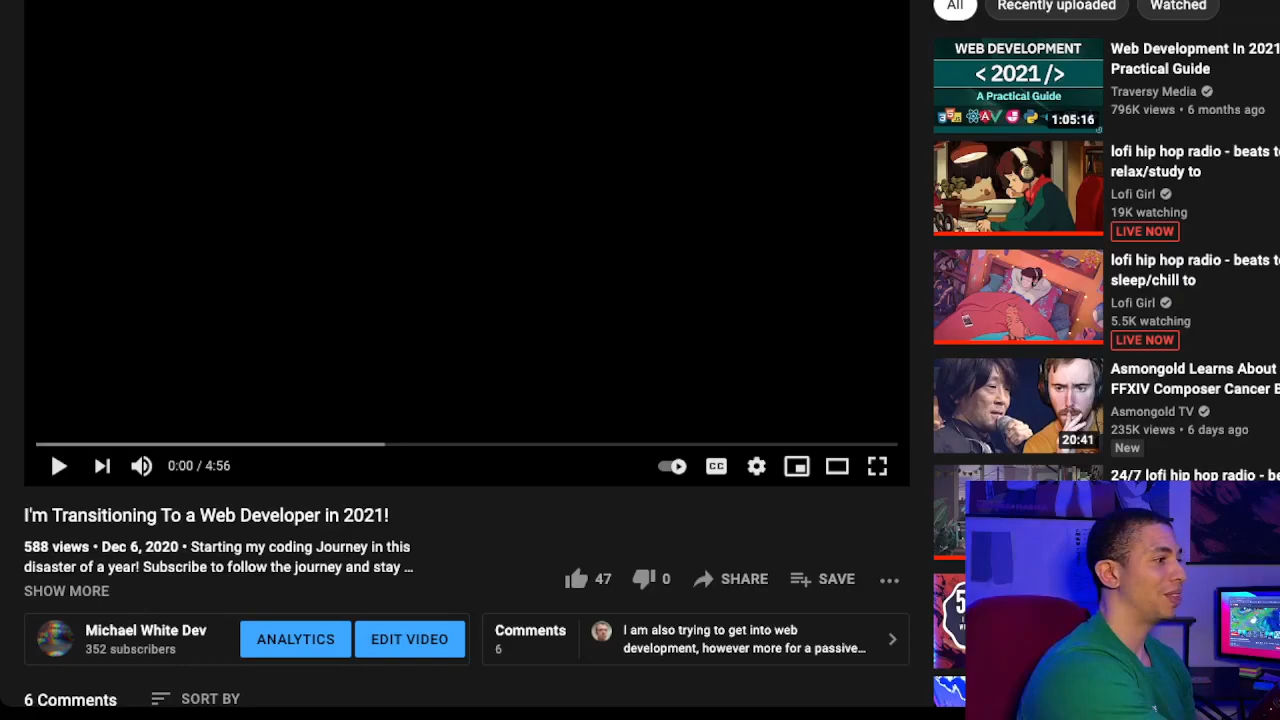 All
Recently uploaded
Watched
WEB DEVELOPMENT
< 2021 />
A Practical Guide
1:05:16
Web Development In 2021
Practical Guide
Traversy Media
796K views • 6 months ago
lofi hip hop radio - beats to
relax/study to
Lofi Girl
19K watching
LIVE NOW
lofi hip hop radio - beats to
sleep/chill to
Lofi Girl
5.5K watching
LIVE NOW
20:41
Asmongold Learns About
FFXIV Composer Cancer B
Asmongold TV
235K views • 6 days ago
New
24/7 lofi hip hop radio - be
0:00 / 4:56
CC
I'm Transitioning To a Web Developer in 2021!
588 views • Dec 6, 2020 • Starting my coding Journey in this
disaster of a year! Subscribe to follow the journey and stay ...
SHOW MORE
47
0
SHARE
SAVE
Michael White Dev
352 subscribers
ANALYTICS
EDIT VIDEO
Comments
6
I am also trying to get into web
development, however more for a passive...
6 Comments
SORT BY